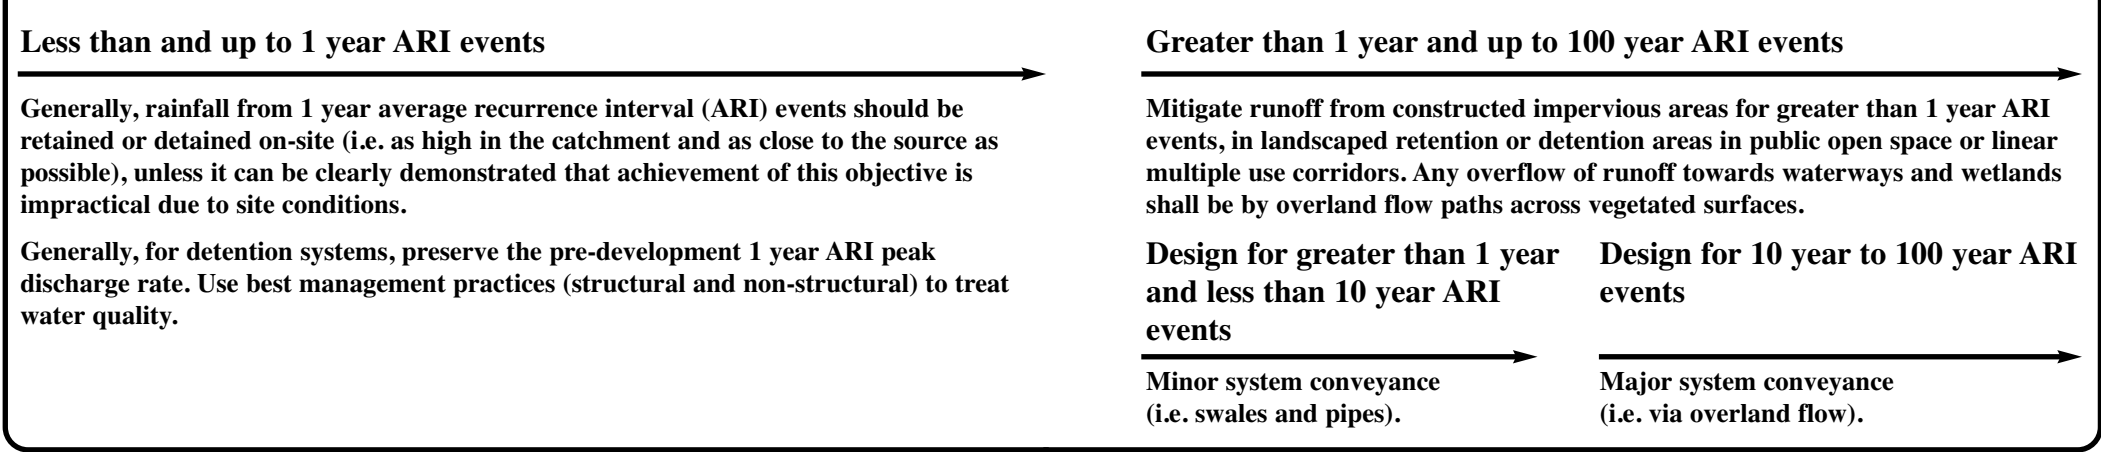 Less than and up to 1 year ARI events
Generally, rainfall from 1 year average recurrence interval (ARI) events should be
retained or detained on-site (i.e. as high in the catchment and as close to the source as
possible), unless it can be clearly demonstrated that achievement of this objective is
impractical due to site conditions.
Generally, for detention systems, preserve the pre-development 1 year ARI peak
discharge rate. Use best management practices (structural and non-structural) to treat
water quality.
Greater than 1 year and up to 100 year ARI events
Mitigate runoff from constructed impervious areas for greater than 1 year ARI
events, in landscaped retention or detention areas in public open space or linear
multiple use corridors. Any overflow of runoff towards waterways and wetlands
shall be by overland flow paths across vegetated surfaces.
Design for greater than 1 year
and less than 10 year ARI
events
Minor system conveyance
(i.e. swales and pipes).
Design for 10 year to 100 year ARI
events
Major system conveyance
(i.e. via overland flow).